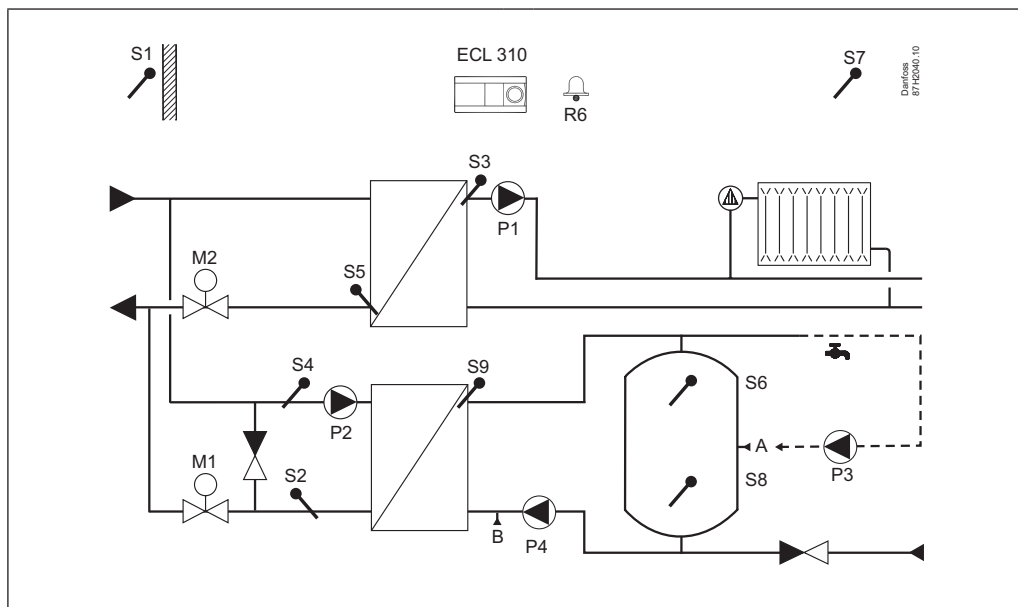 S1
ECL 310
R6
S7
Danfoss
87H2040.10
S3
P1
M2
S5
S4
P2
S9
S6
A
P3
S8
M1
S2
B
P4